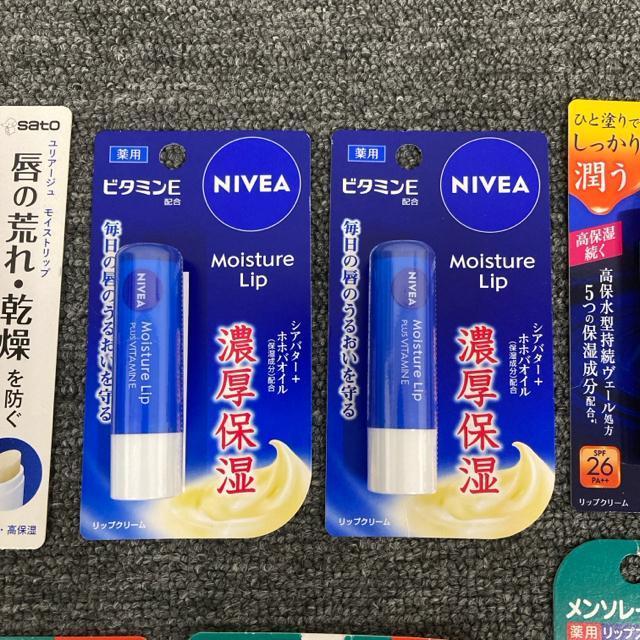 sato
ユリアージュ モイストリップ
唇の荒れ・乾燥を防ぐ
・高保湿
薬用
ビタミンE
配合
NIVEA
Moisture
Lip
毎日の唇のうるおいを守る
NIVEA
Moisture Lip
PLUS VITAMIN E
シアバター+
ホホバオイル
(保湿成分)配合
濃厚保湿
リップクリーム
薬用
ビタミンE
配合
NIVEA
Moisture
Lip
毎日の唇のうるおいを守る
NIVEA
Moisture Lip
PLUS VITAMIN E
シアバター+
ホホバオイル
(保湿成分)配合
濃厚保湿
リップクリーム
ひと塗りで
しっかり
潤う
高保湿
続く
高保水型持続ヴェール処方
5つの保湿成分配合*1
SPF
26
PA++
リップクリーム
メンソレー
薬用リップ